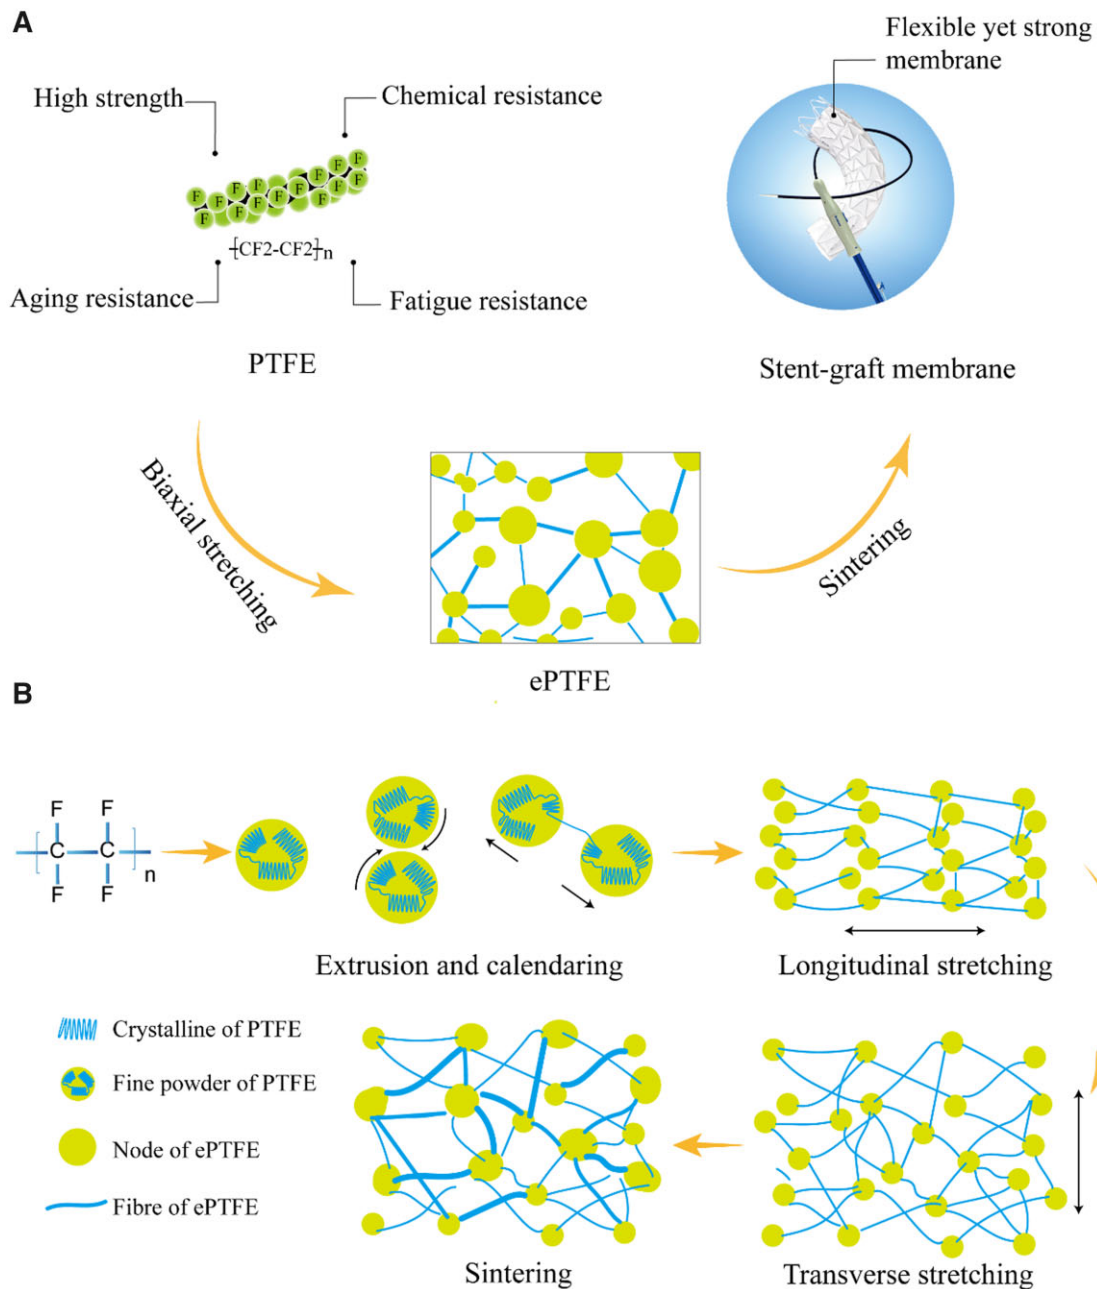 A
Flexible yet strong
membrane
High strength
Chemical resistance
F F F F F F F F F F F F F F
-[CF2-CF2]-n
Aging resistance
Fatigue resistance
PTFE
Stent-graft membrane
Biaxial stretching
Sintering
ePTFE
B
F F
C C
n
F F
Extrusion and calendaring
Longitudinal stretching
Crystalline of PTFE
Fine powder of PTFE
Node of ePTFE
Fibre of ePTFE
Sintering
Transverse stretching